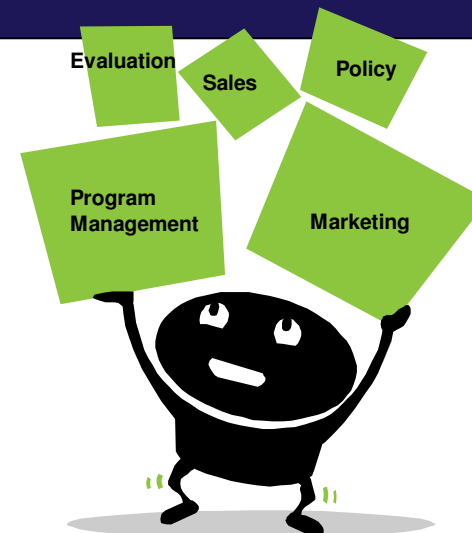 Evaluation
Sales
Policy
Program
Management
Marketing